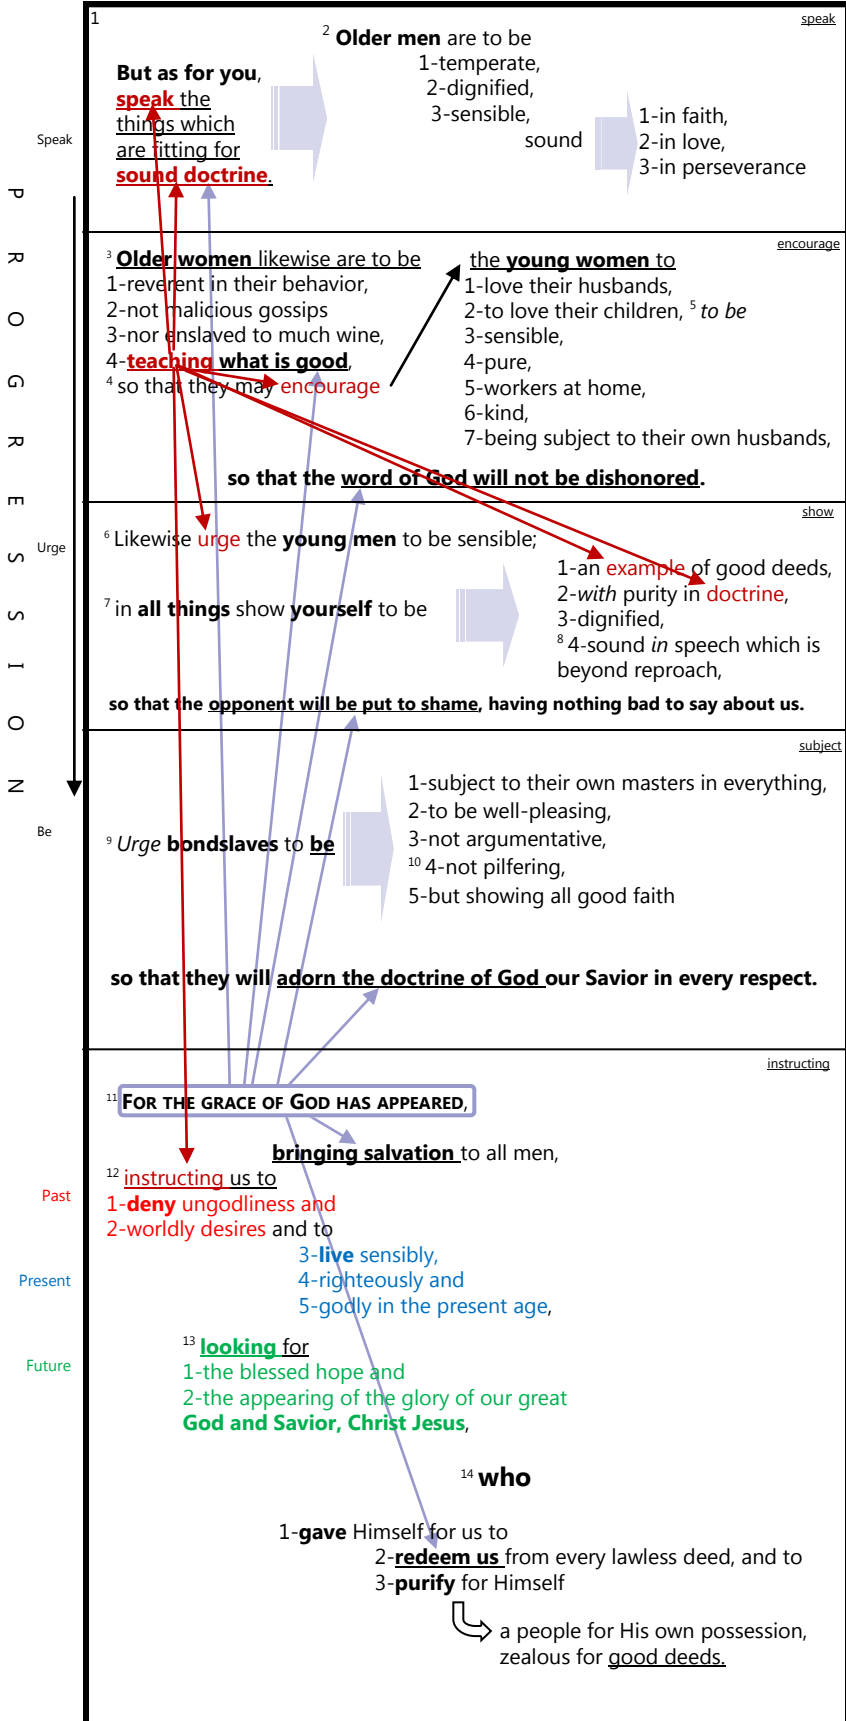 1
speak
But as for you,
speak the
things which
are fitting for
sound doctrine.
2 Older men are to be
1-temperate,
2-dignified,
3-sensible,
sound
1-in faith,
2-in love,
3-in perseverance
Speak
PROGRESSION
encourage
3 Older women likewise are to be
1-reverent in their behavior,
2-not malicious gossips
3-nor enslaved to much wine,
4-teaching what is good,
4 so that they may encourage
the young women to
1-love their husbands,
2-to love their children, 5 to be
3-sensible,
4-pure,
5-workers at home,
6-kind,
7-being subject to their own husbands,
so that the word of God will not be dishonored.
show
Urge
6 Likewise urge the young men to be sensible;
7 in all things show yourself to be
1-an example of good deeds,
2-with purity in doctrine,
3-dignified,
8 4-sound in speech which is
beyond reproach,
so that the opponent will be put to shame, having nothing bad to say about us.
subject
Be
9 Urge bondslaves to be
1-subject to their own masters in everything,
2-to be well-pleasing,
3-not argumentative,
10 4-not pilfering,
5-but showing all good faith
so that they will adorn the doctrine of God our Savior in every respect.
instructing
11 FOR THE GRACE OF GOD HAS APPEARED,
bringing salvation to all men,
12 instructing us to
Past
1-deny ungodliness and
2-worldly desires and to
3-live sensibly,
Present
4-righteously and
5-godly in the present age,
13 looking for
Future
1-the blessed hope and
2-the appearing of the glory of our great
God and Savior, Christ Jesus,
14 who
1-gave Himself for us to
2-redeem us from every lawless deed, and to
3-purify for Himself
a people for His own possession,
zealous for good deeds.